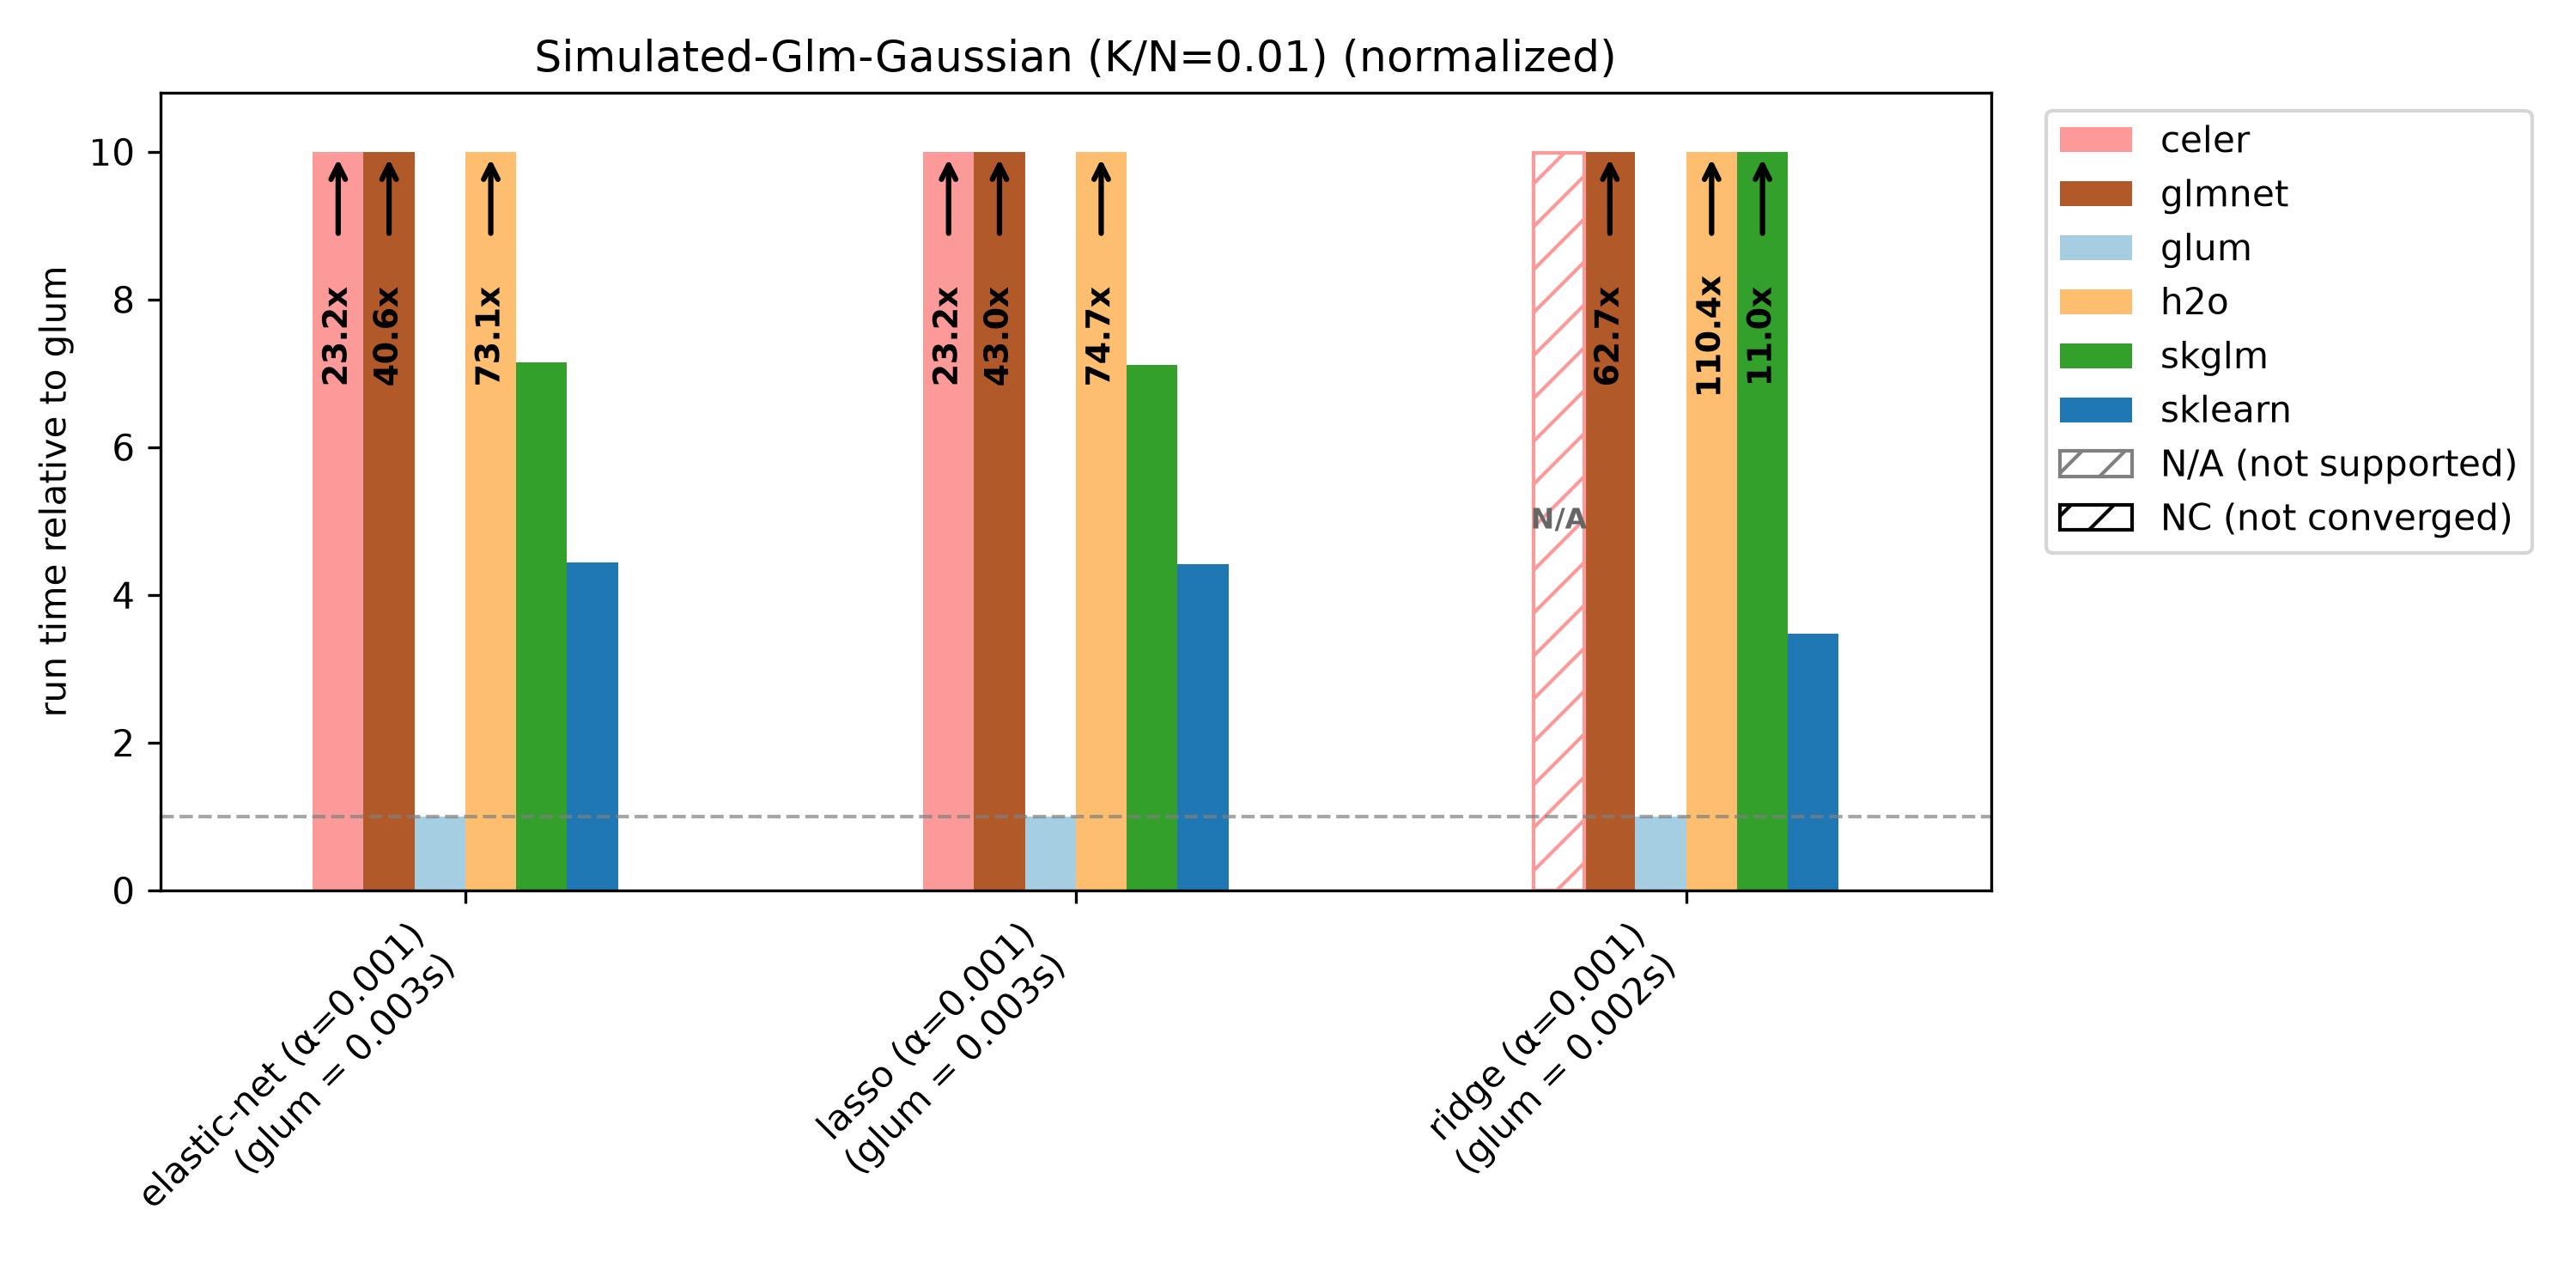 Simulated-Glm-Gaussian (K/N=0.01) (normalized)
run time relative to glum
10
8
6
4
2
0
23.2x
40.6x
73.1x
23.2x
43.0x
74.7x
N/A
62.7x
110.4x
11.0x
elastic-net (α=0.001)
(glum = 0.003s)
lasso (α=0.001)
(glum = 0.003s)
ridge (α=0.001)
(glum = 0.002s)
celer
glmnet
glum
h2o
skglm
sklearn
N/A (not supported)
NC (not converged)